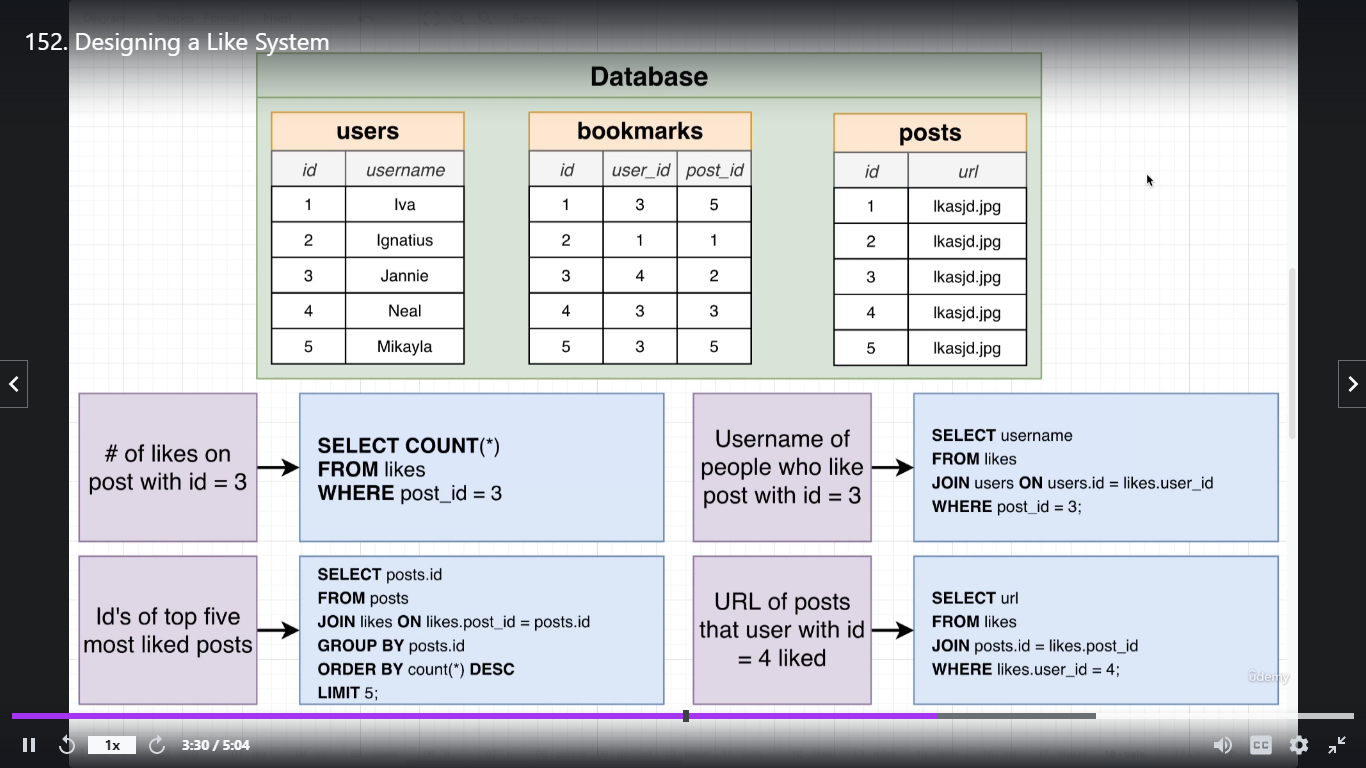 152. Designing a Like System
Database
users
id username
1 Iva
2 Ignatius
3 Jannie
4 Neal
5 Mikayla
bookmarks
id user_id post_id
1 3 5
2 1 1
3 4 2
4 3 3
5 3 5
posts
id url
1 lkasjd.jpg
2 lkasjd.jpg
3 lkasjd.jpg
4 lkasjd.jpg
5 lkasjd.jpg
# of likes on
post with id = 3
SELECT COUNT(*)
FROM likes
WHERE post_id = 3
Username of
people who like
post with id = 3
SELECT username
FROM likes
JOIN users ON users.id = likes.user_id
WHERE post_id = 3;
Id's of top five
most liked posts
SELECT posts.id
FROM posts
JOIN likes ON likes.post_id = posts.id
GROUP BY posts.id
ORDER BY count(*) DESC
LIMIT 5;
URL of posts
that user with id
= 4 liked
SELECT url
FROM likes
JOIN posts.id = likes.post_id
WHERE likes.user_id = 4;
ûdemy
1x
3:30 / 5:04
CC